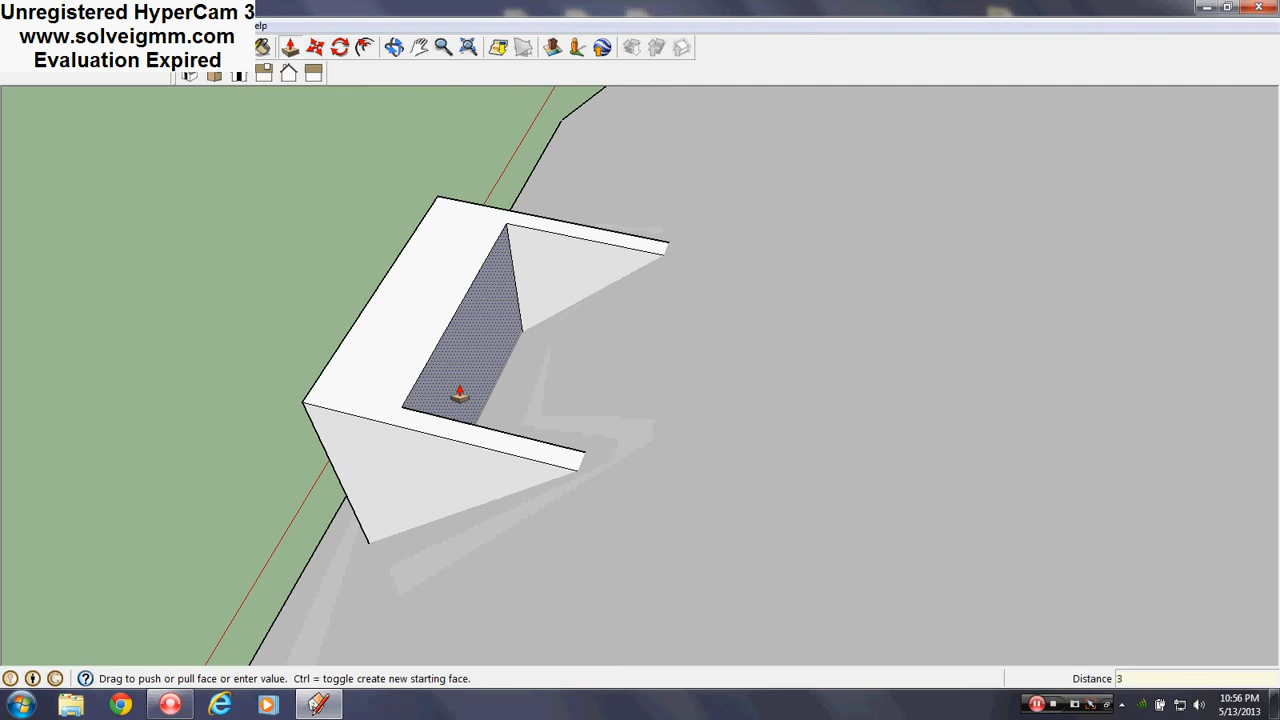 Unregistered HyperCam 3
www.solveigmm.com
Evaluation Expired
elp
Drag to push or pull face or enter value. Ctrl = toggle create new starting face.
Distance 3
10:56 PM
5/13/2013